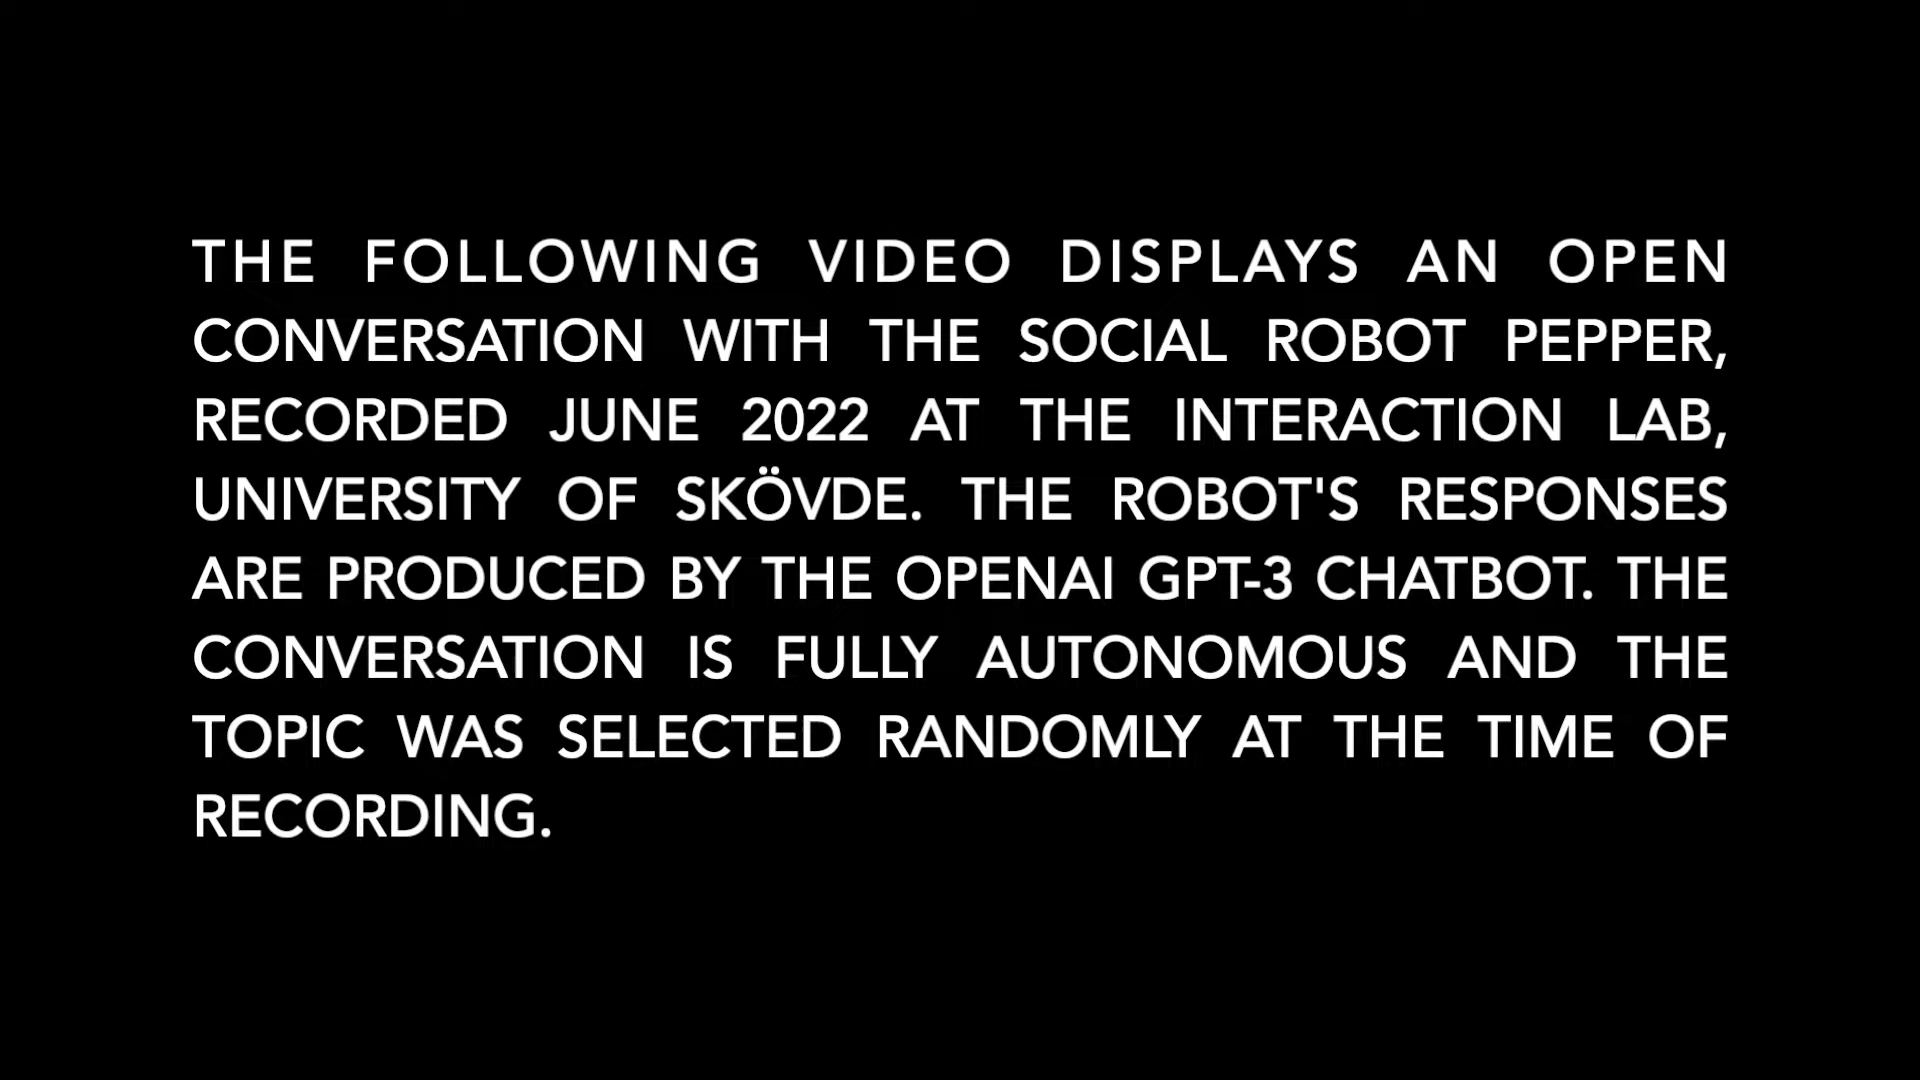 THE FOLLOWING VIDEO DISPLAYS AN OPEN
CONVERSATION WITH THE SOCIAL ROBOT PEPPER,
RECORDED JUNE 2022 AT THE INTERACTION LAB,
UNIVERSITY OF SKÖVDE. THE ROBOT'S RESPONSES
ARE PRODUCED BY THE OPENAI GPT-3 CHATBOT. THE
CONVERSATION IS FULLY AUTONOMOUS AND THE
TOPIC WAS SELECTED RANDOMLY AT THE TIME OF
RECORDING.